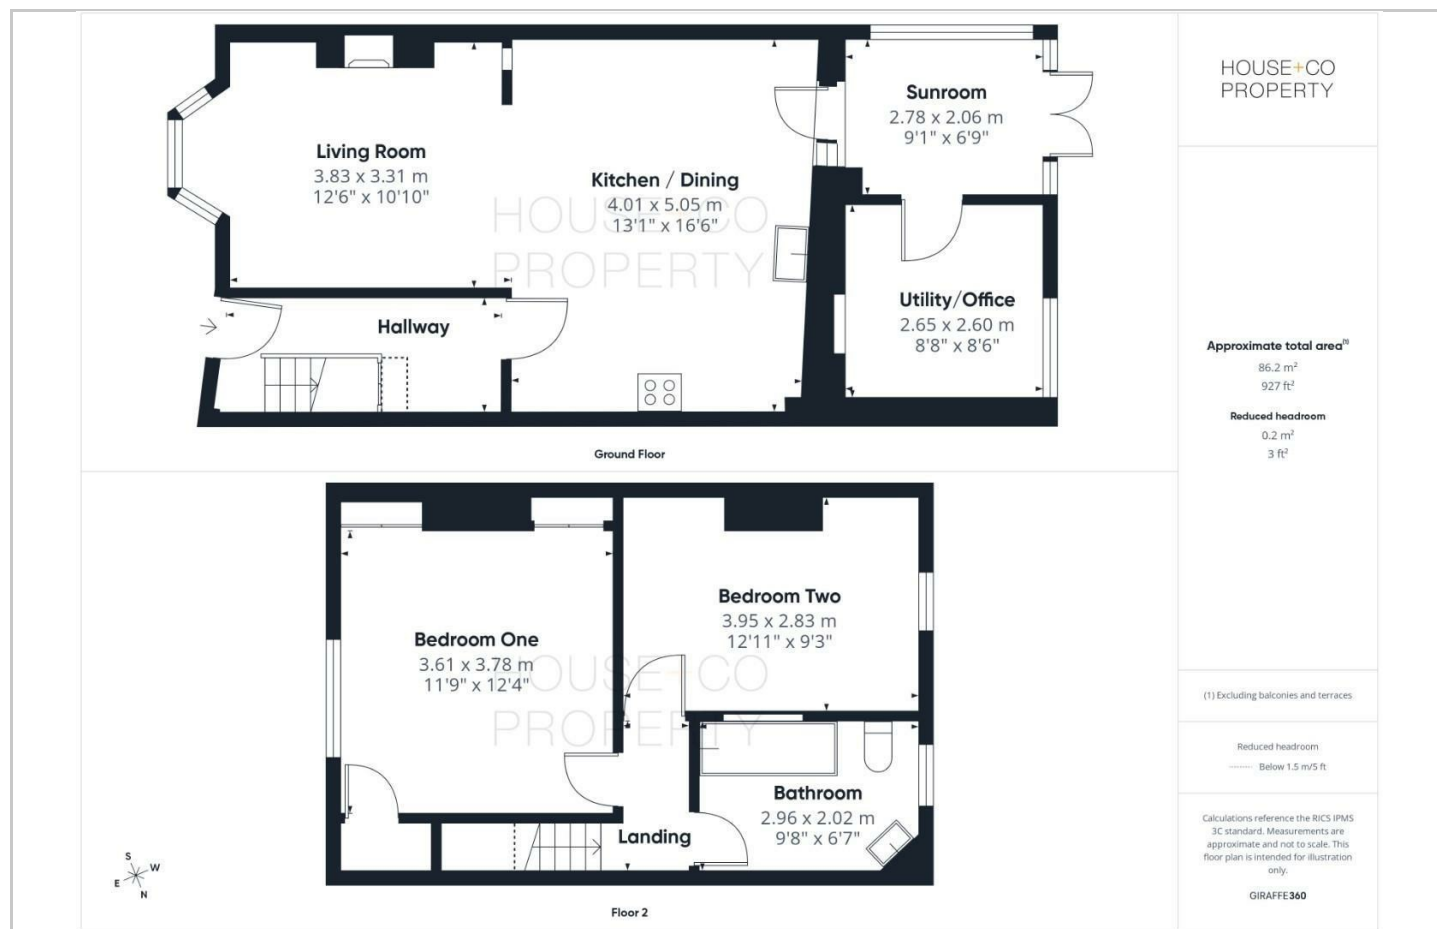 Living Room
3.83 x 3.31 m
12'6" x 10'10"
Kitchen / Dining
4.01 x 5.05 m
13'1" x 16'6"
Sunroom
2.78 x 2.06 m
9'1" x 6'9"
Utility/Office
2.65 x 2.60 m
8'8" x 8'6"
Hallway
HOUSE+CO
PROPERTY
Ground Floor
Bedroom One
3.61 x 3.78 m
11'9" x 12'4"
Bedroom Two
3.95 x 2.83 m
12'11" x 9'3"
Bathroom
2.96 x 2.02 m
9'8" x 6'7"
Landing
HOUSE+CO
PROPERTY
S
W
E
N
Floor 2
HOUSE+CO
PROPERTY
Approximate total area(1)
86.2 m²
927 ft²
Reduced headroom
0.2 m²
3 ft²
(1) Excluding balconies and terraces
Reduced headroom
Below 1.5 m/5 ft
Calculations reference the RICS IPMS
3C standard. Measurements are
approximate and not to scale. This
floor plan is intended for illustration
only.
GIRAFFE360